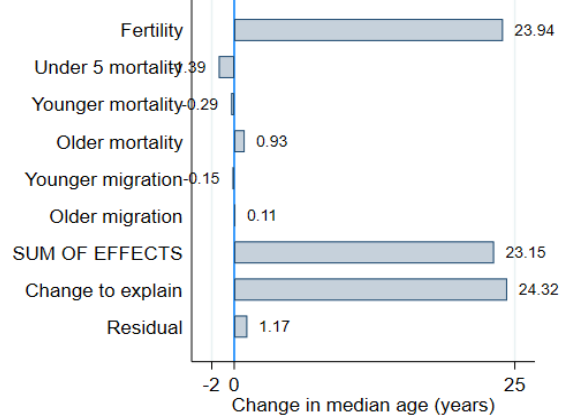 Fertility 23.94
Under 5 mortality -1.39
Younger mortality -0.29
Older mortality 0.93
Younger migration -0.15
Older migration 0.11
SUM OF EFFECTS 23.15
Change to explain 24.32
Residual 1.17
-2 0 25
Change in median age (years)